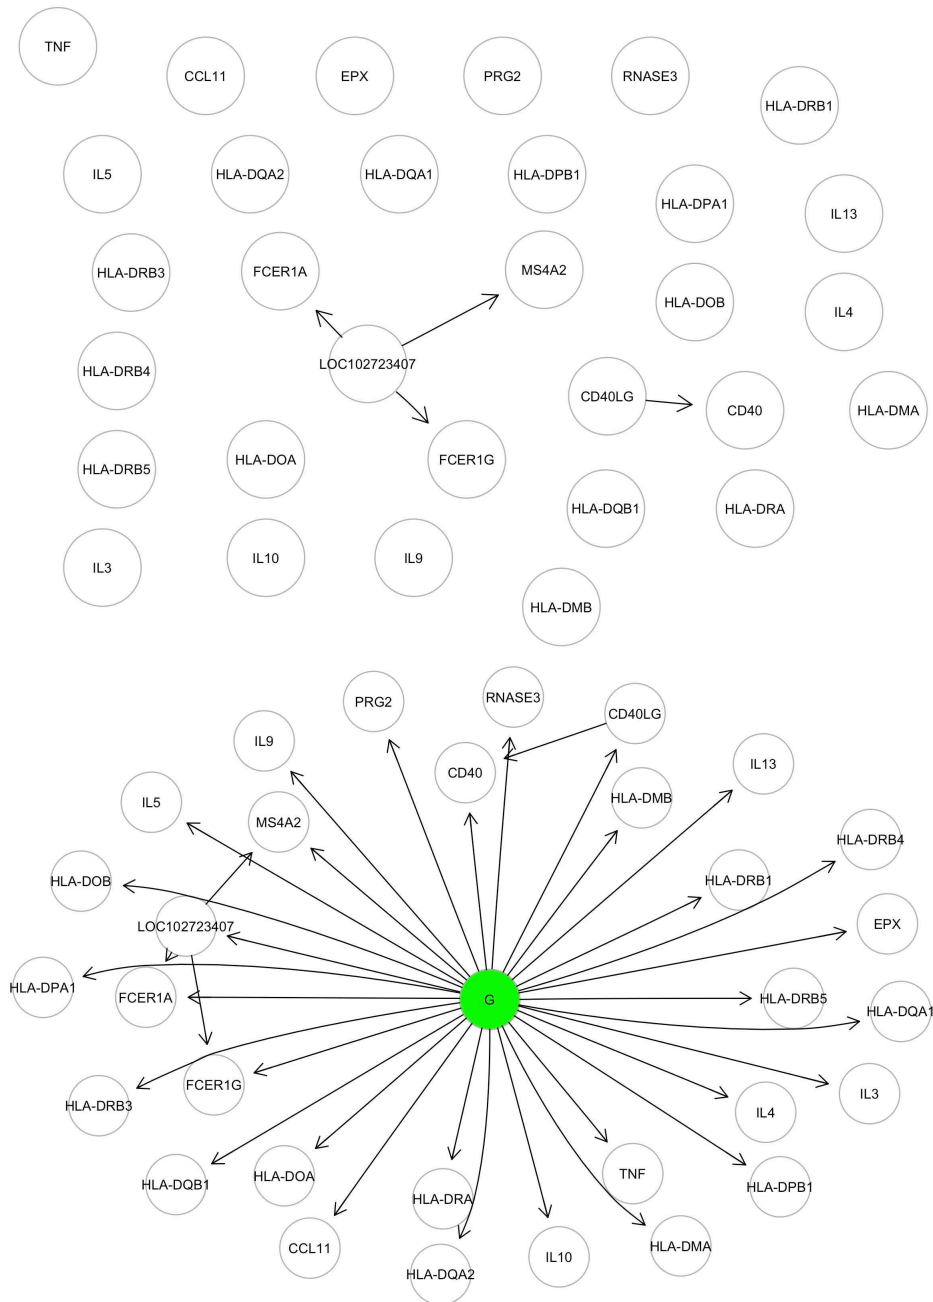 TNF
CCL11
EPX
PRG2
RNASE3
HLA-DRB1
IL5
HLA-DQA2
HLA-DQA1
HLA-DPB1
HLA-DPA1
IL13
HLA-DRB3
FCER1A
MS4A2
HLA-DOB
IL4
LOC102723407
HLA-DRB4
CD40LG
CD40
HLA-DMA
HLA-DRB5
HLA-DOA
FCER1G
HLA-DQB1
HLA-DRA
IL3
IL10
IL9
HLA-DMB
PRG2
RNASE3
CD40LG
IL9
CD40
IL13
IL5
MS4A2
HLA-DMB
HLA-DRB4
HLA-DOB
HLA-DRB1
LOC102723407
EPX
HLA-DPA1
FCER1A
G
HLA-DRB5
HLA-DQA1
FCER1G
IL3
HLA-DRB3
IL4
HLA-DQB1
HLA-DOA
TNF
HLA-DPB1
HLA-DRA
CCL11
HLA-DMA
IL10
HLA-DQA2